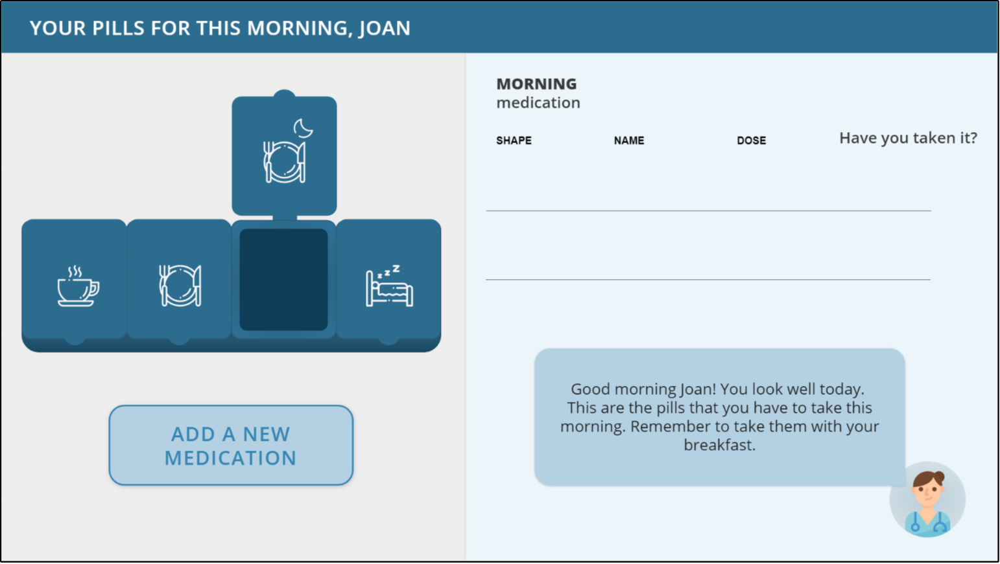 YOUR PILLS FOR THIS MORNING, JOAN
MORNING
medication
SHAPE
NAME
DOSE
Have you taken it?
z z Z
ADD A NEW
MEDICATION
Good morning Joan! You look well today.
This are the pills that you have to take this
morning. Remember to take them with your
breakfast.